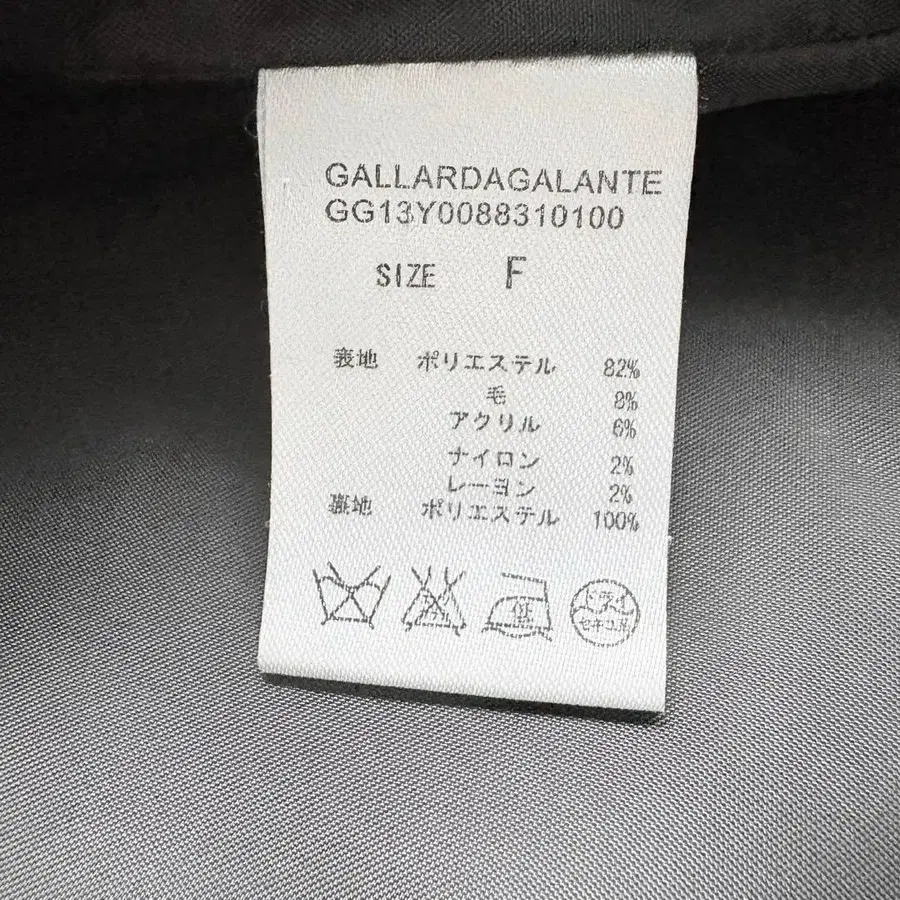 GALLARDAGALANTE
GG13Y0088310100
SIZE F
表地 ポリエステル 82%
毛 8%
アクリル 6%
ナイロン 2%
レーヨン 2%
裏地 ポリエステル 100%
低
ドライ
セキユ系